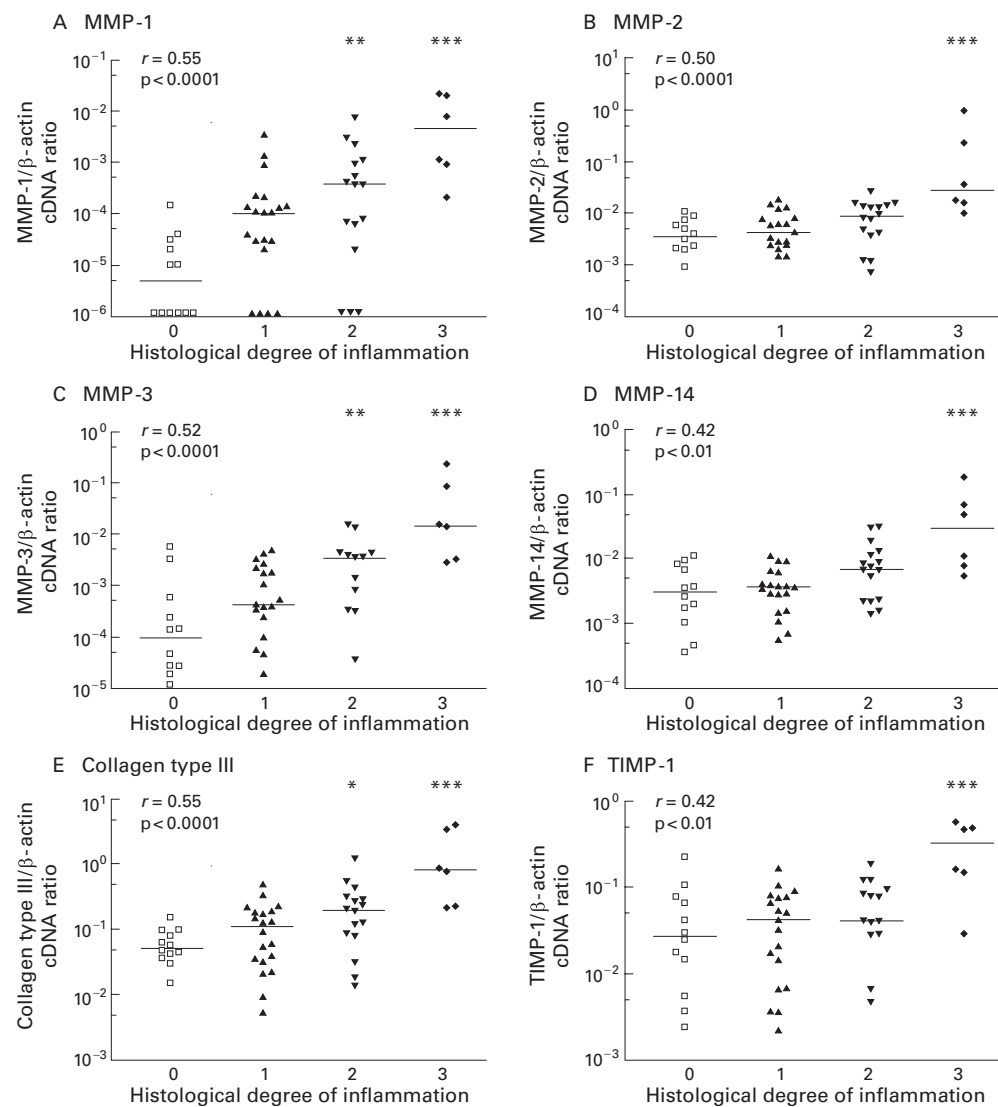 A MMP-1
** ***
r = 0.55
p < 0.0001
10⁻¹
10⁻²
10⁻³
10⁻⁴
10⁻⁵
10⁻⁶
MMP-1/β-actin
cDNA ratio
0 1 2 3
Histological degree of inflammation
B MMP-2
***
r = 0.50
p < 0.0001
10¹
10⁰
10⁻¹
10⁻²
10⁻³
10⁻⁴
MMP-2/β-actin
cDNA ratio
0 1 2 3
Histological degree of inflammation
C MMP-3
** ***
r = 0.52
p < 0.0001
10⁰
10⁻¹
10⁻²
10⁻³
10⁻⁴
10⁻⁵
MMP-3/β-actin
cDNA ratio
0 1 2 3
Histological degree of inflammation
D MMP-14
***
r = 0.42
p < 0.01
10⁰
10⁻¹
10⁻²
10⁻³
10⁻⁴
MMP-14/β-actin
cDNA ratio
0 1 2 3
Histological degree of inflammation
E Collagen type III
* ***
r = 0.55
p < 0.0001
10¹
10⁰
10⁻¹
10⁻²
10⁻³
Collagen type III/β-actin
cDNA ratio
0 1 2 3
Histological degree of inflammation
F TIMP-1
***
r = 0.42
p < 0.01
10⁰
10⁻¹
10⁻²
10⁻³
TIMP-1/β-actin
cDNA ratio
0 1 2 3
Histological degree of inflammation